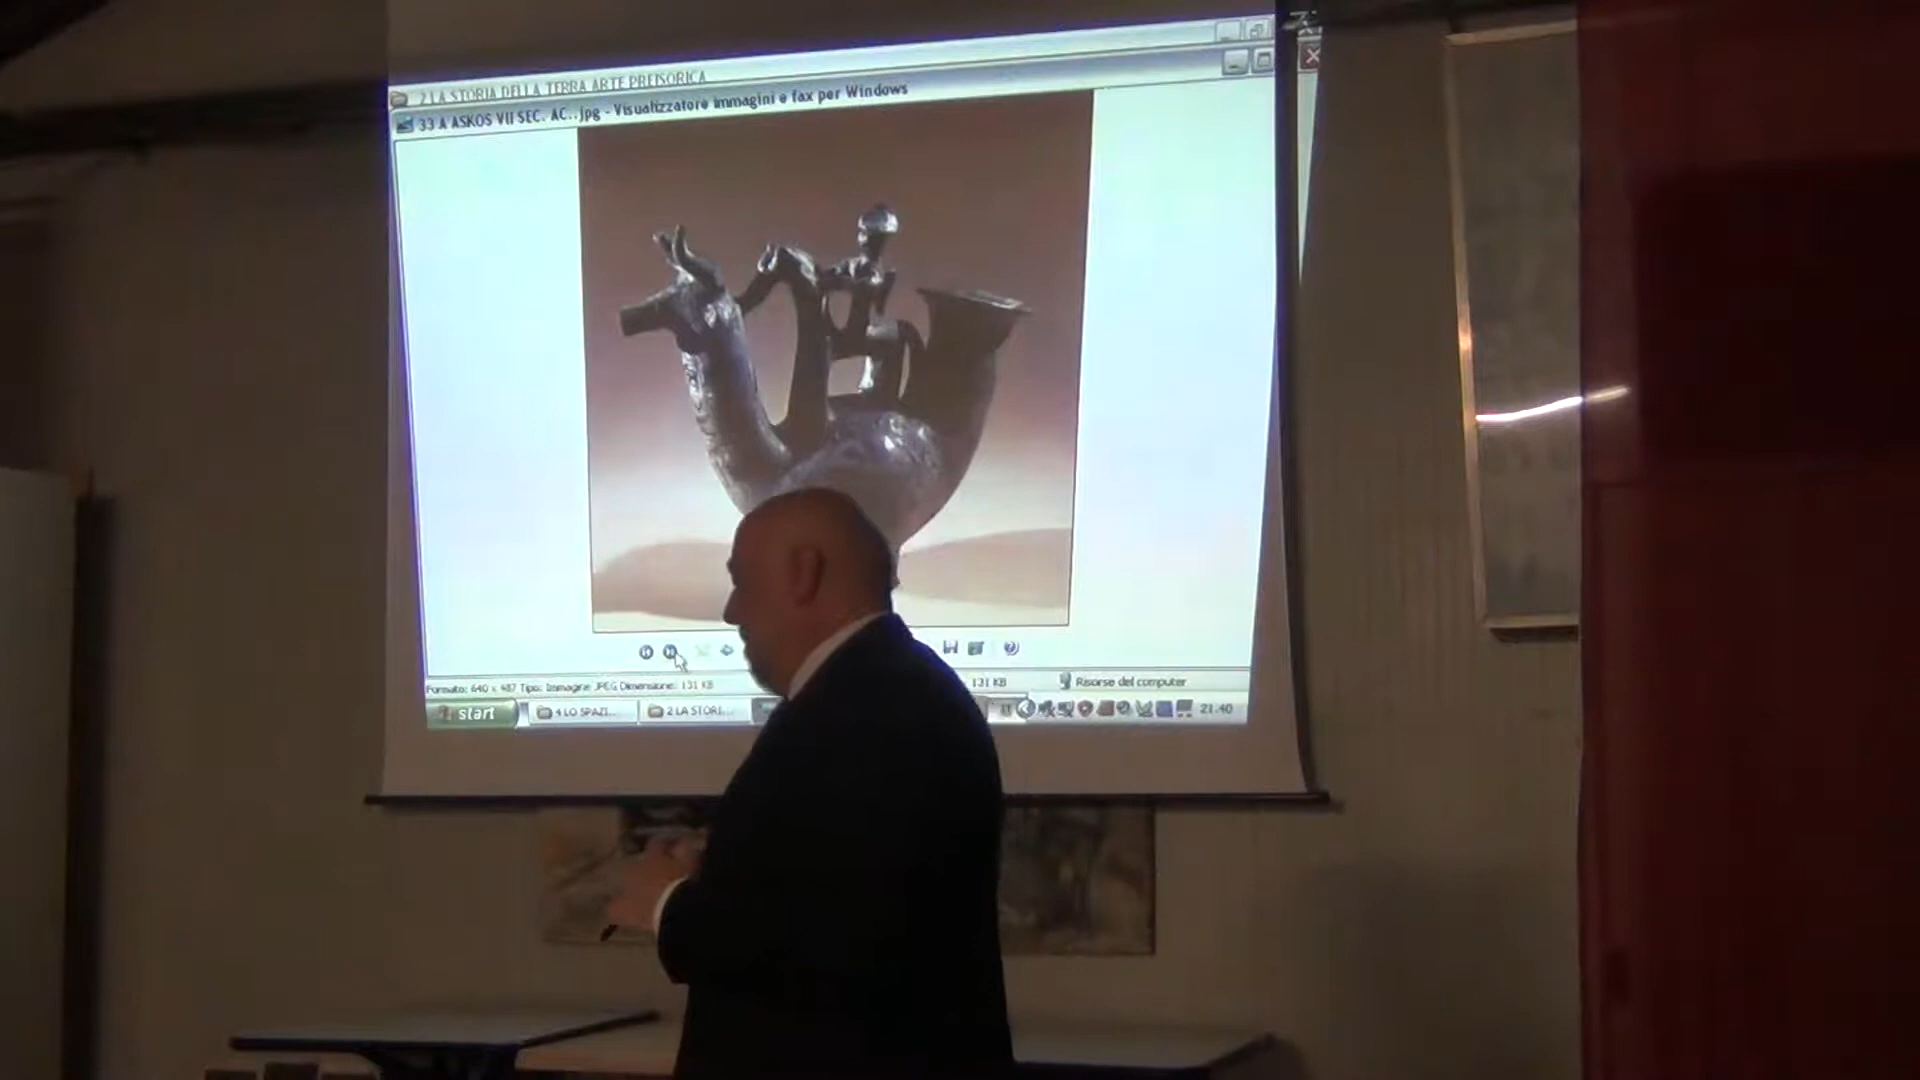 2 LA STORIA DELLA TERRA ARTE PREISORICA
33 A ASKOS VII SEC. AC..jpg - Visualizzatore immagini e fax per Windows
Formato: 640 x 487 Tipo: Immagine JPEG Dimensione: 131 KB
131 KB
Risorse del computer
start
4 LO SPAZI...
2 LA STORI...
21.40